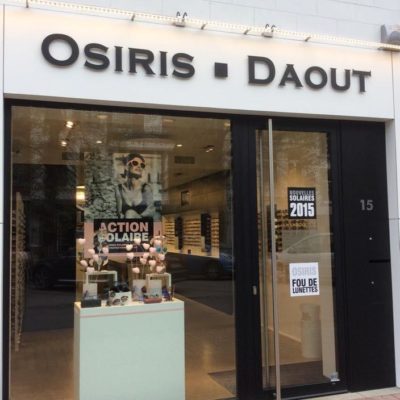 OSIRIS ▪ DAOUT
ACTION
SOLAIRE
NOUVELLES
SOLAIRES
2015
15
OSIRIS
FOU DE
LUNETTES